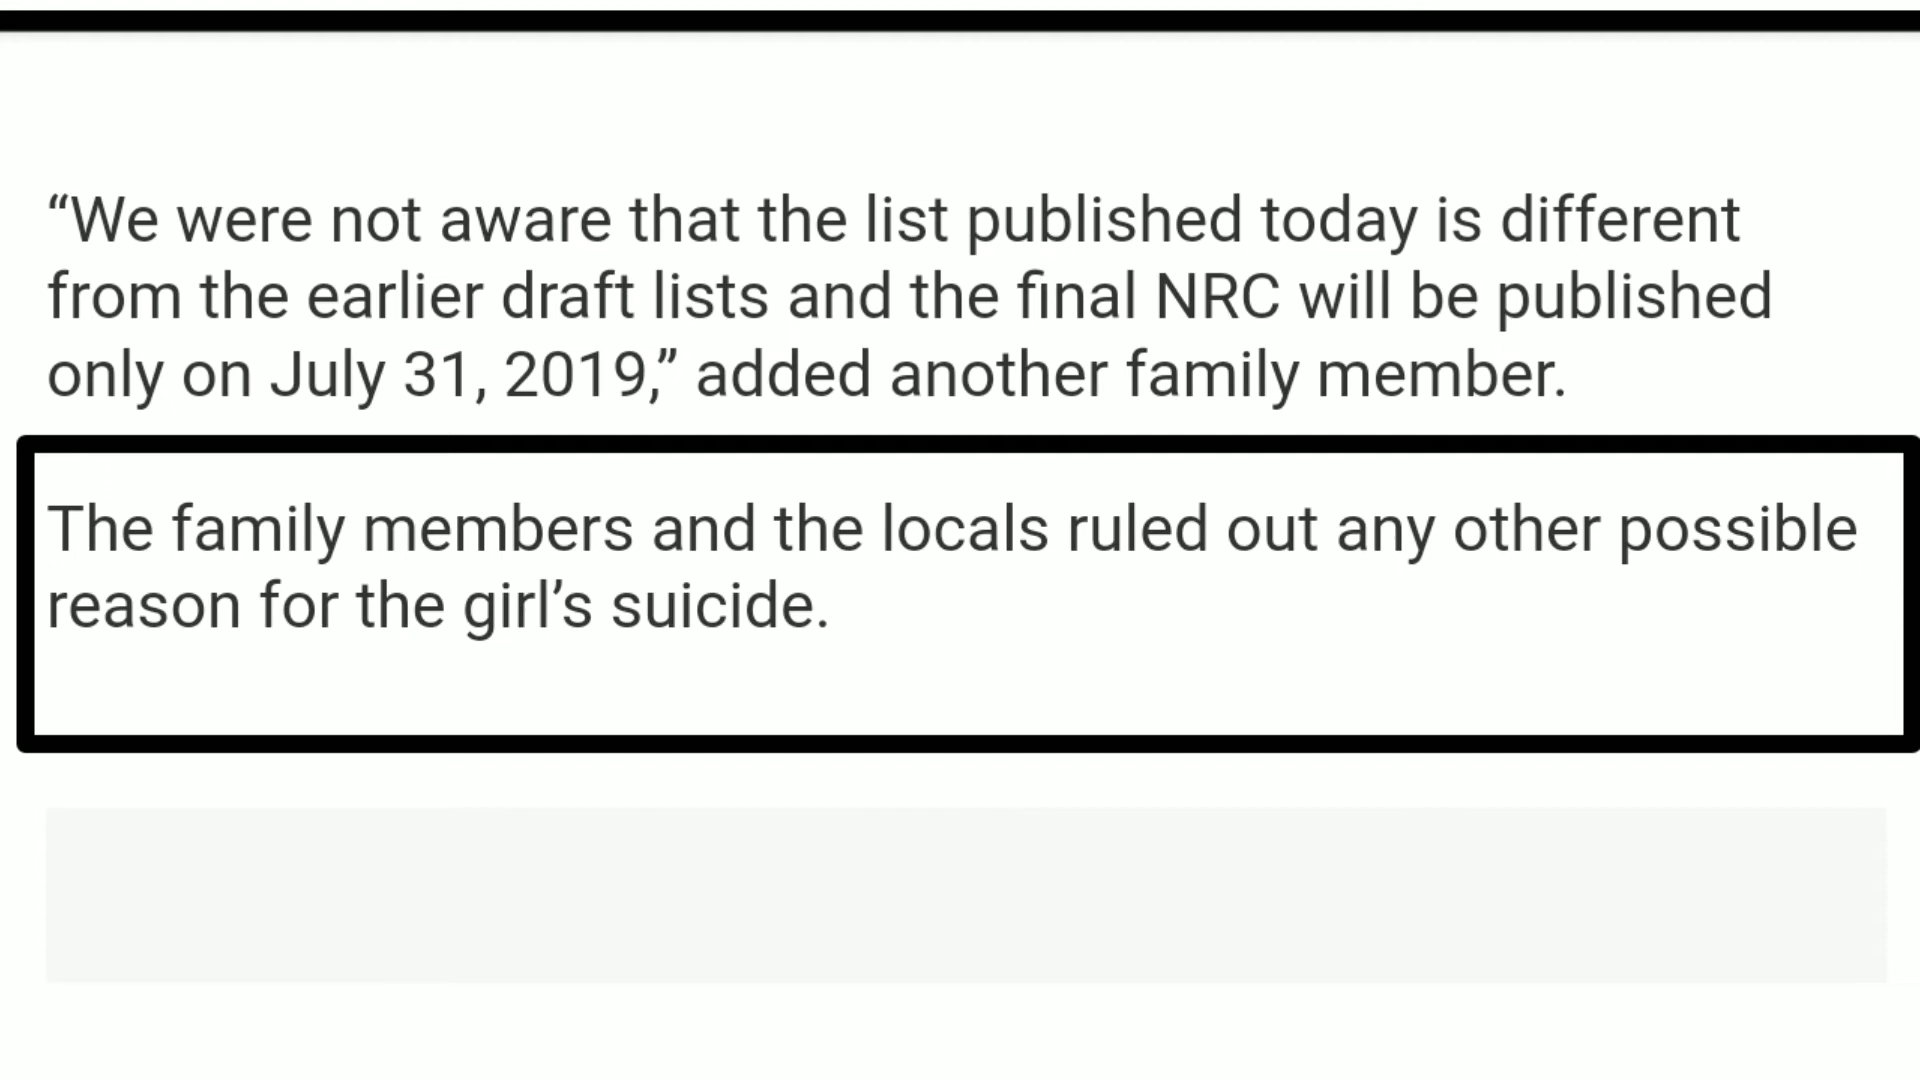 “We were not aware that the list published today is different
from the earlier draft lists and the final NRC will be published
only on July 31, 2019,” added another family member.
The family members and the locals ruled out any other possible
reason for the girl’s suicide.